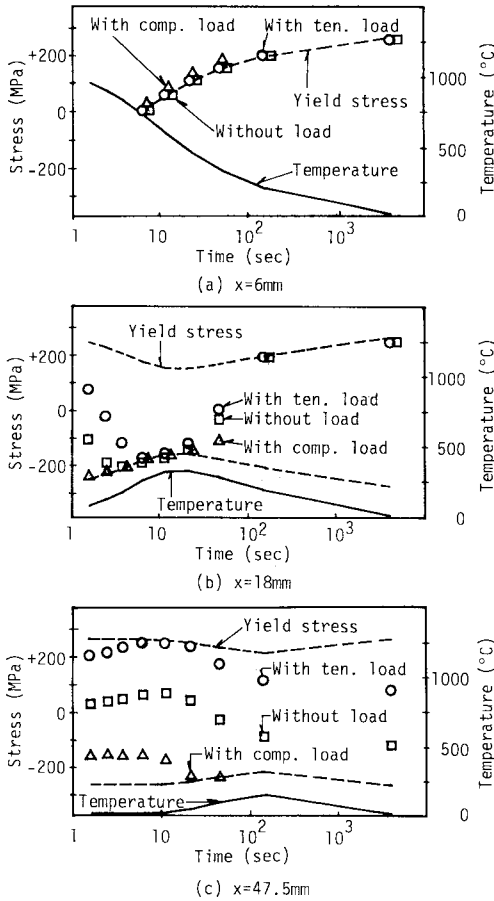 With comp. load
With ten. load
+200
0
-200
Stress (MPa)
Yield stress
Without load
Temperature
1000
750
500
250
0
Temperature (°C)
1
10
10²
10³
Time (sec)
(a) x=6mm
Yield stress
+200
0
-200
Stress (MPa)
With ten. load
Without load
With comp. load
Temperature
1000
500
250
0
Temperature (°C)
1
10
10²
10³
Time (sec)
(b) x=18mm
Yield stress
+200
0
-200
Stress (MPa)
With ten. load
Without load
With comp. load
Temperature
1000
500
250
0
Temperature (°C)
1
10
10²
10³
Time (sec)
(c) x=47.5mm